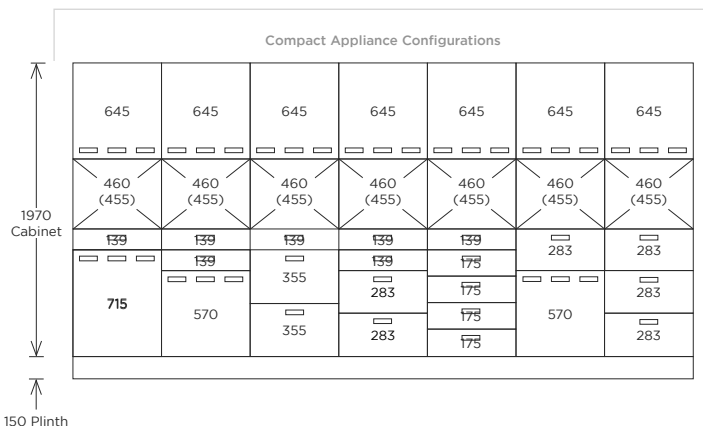 Compact Appliance Configurations
645 645 645 645 645 645 645
460 460 460 460 460 460 460
(455) (455) (455) (455) (455) (455) (455)
1970
Cabinet
139 139 139 139 139 283 283
139 355 139 175
715 570 283 175 570 283
355 283 175 283
175
150 Plinth